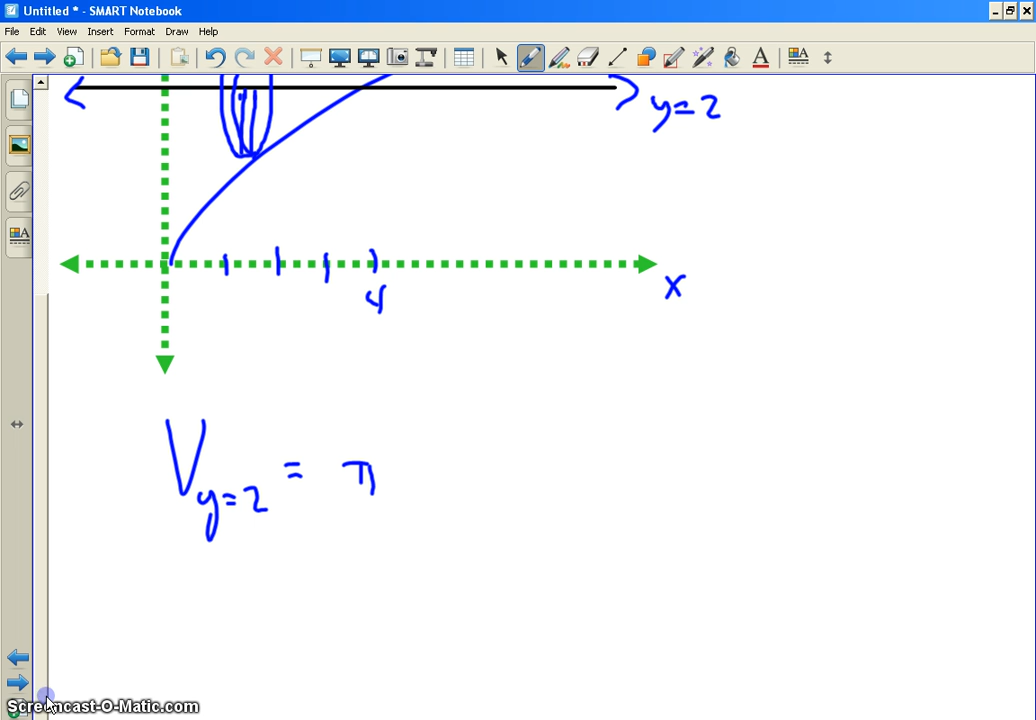 Untitled * - SMART Notebook
File Edit View Insert Format Draw Help
y=2
x
4
V y=2 = π
Screencast-O-Matic.com